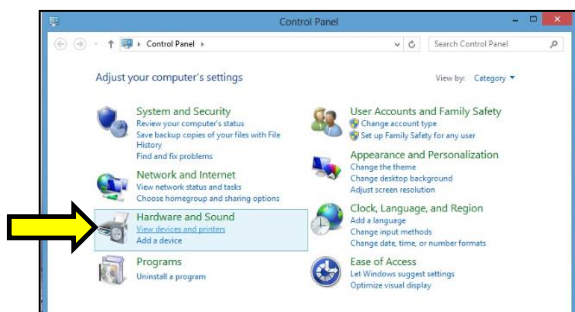 Control Panel
Control Panel
Search Control Panel
Adjust your computer's settings
View by: Category
System and Security
Review your computer's status
Save backup copies of your files with File
History
Find and fix problems
Network and Internet
View network status and tasks
Choose homegroup and sharing options
Hardware and Sound
View devices and printers
Add a device
Programs
Uninstall a program
User Accounts and Family Safety
Change account type
Set up Family Safety for any user
Appearance and Personalization
Change the theme
Change desktop background
Adjust screen resolution
Clock, Language, and Region
Add a language
Change input methods
Change date, time, or number formats
Ease of Access
Let Windows suggest settings
Optimize visual display